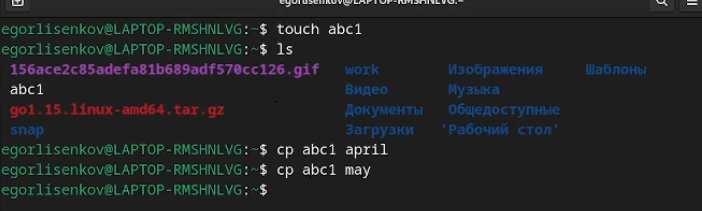 egorlisenkov@LAPTOP-RMSHNLVG:~
egorlisenkov@LAPTOP-RMSHNLVG:~$ touch abc1
egorlisenkov@LAPTOP-RMSHNLVG:~$ ls
156ace2c85adefa81b689adf570cc126.gif work Изображения Шаблоны
abc1 Видео Музыка
go1.15.linux-amd64.tar.gz Документы Общедоступные
snap Загрузки 'Рабочий стол'
egorlisenkov@LAPTOP-RMSHNLVG:~$ cp abc1 april
egorlisenkov@LAPTOP-RMSHNLVG:~$ cp abc1 may
egorlisenkov@LAPTOP-RMSHNLVG:~$